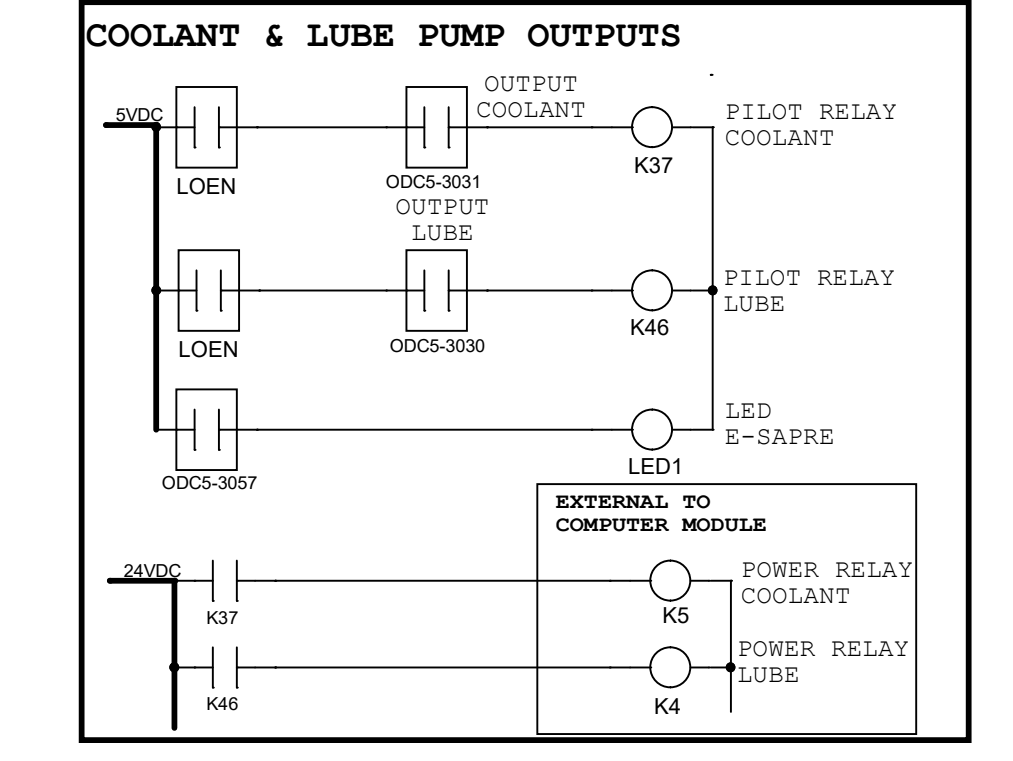 COOLANT & LUBE PUMP OUTPUTS
5VDC
LOEN
OUTPUT
COOLANT
ODC5-3031
K37
PILOT RELAY
COOLANT
OUTPUT
LUBE
LOEN
ODC5-3030
K46
PILOT RELAY
LUBE
ODC5-3057
LED1
LED
E-SAPRE
EXTERNAL TO
COMPUTER MODULE
24VDC
K37
K5
POWER RELAY
COOLANT
K46
K4
POWER RELAY
LUBE